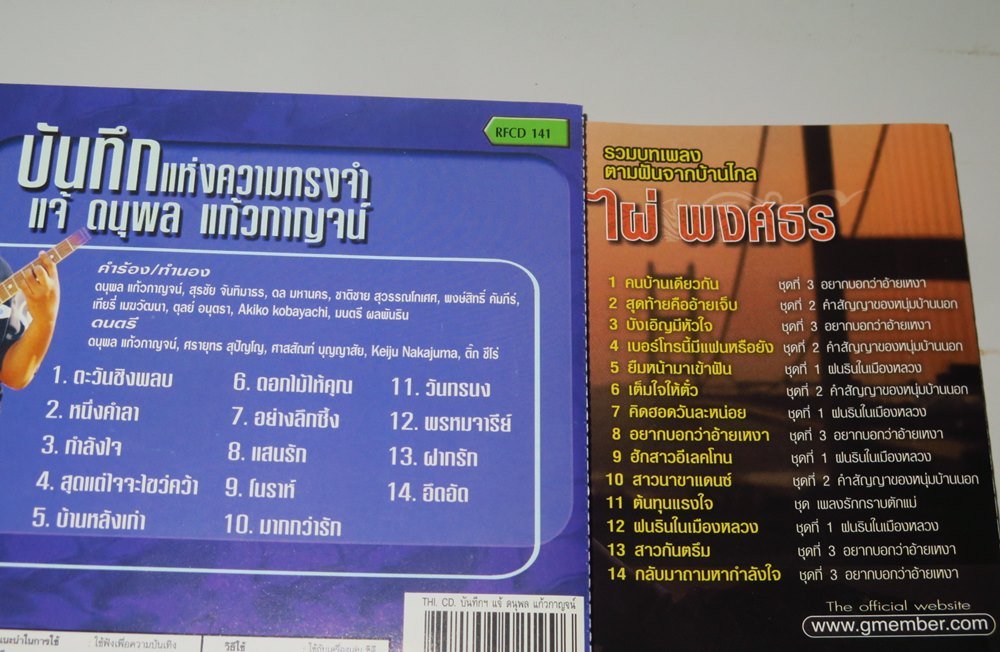 RFCD 141
บันทึกแห่งความทรงจำ
แจ้ ดนุพล แก้วกาญจน์
คำร้อง/ทำนอง
ดนุพล แก้วกาญจน์, สุรชัย จันทิมาธร, ดล มหานคร, ชาติชาย สุวรรณโกเศศ, พงษ์สิทธิ์ คัมภีร์,
เทียรี่ เมฆวัฒนา, ตุลย์ อนุตรา, Akiko kobayachi, มนตรี ผลพันธิน
ดนตรี
ดนุพล แก้วกาญจน์, ศรายุทธ สุปัญโญ, ศาสสัณฑ์ บุญญาสัย, Keiju Nakajuma, ติ๊ก ชีโร่
1. ตะวันชิงพลบ
2. หนึ่งคำลา
3. กำลังใจ
4. สุดแต่ใจจะไขว่คว้า
5. บ้านหลังเก่า
6. ดอกไม้ให้คุณ
7. อย่างลึกซึ้ง
8. แสนรัก
9. โนราห์
10. มากกว่ารัก
11. วันทรนง
12. พรหมจารีย์
13. ฝากรัก
14. อึดอัด
THI. CD. บันทึกฯ แจ้ ดนุพล แก้วกาญจน์
แนะนำในการใช้ : ใช้ฟังเพื่อความบันเทิง
วิธีใช้
รวมบทเพลง
ตามฝันจากบ้านไกล
ไผ่ พงศธร
1 คนบ้านเดียวกัน ชุดที่ 3 อยากบอกว่าอ้ายเหงา
2 สุดท้ายคืออ้ายเจ็บ ชุดที่ 2 คำสัญญาของหนุ่มบ้านนอก
3 บังเอิญมีหัวใจ ชุดที่ 3 อยากบอกว่าอ้ายเหงา
4 เบอร์โทรนี้มีแฟนหรือยัง ชุดที่ 2 คำสัญญาของหนุ่มบ้านนอก
5 ยืมหน้ามาเข้าฝัน ชุดที่ 1 ฝนรินในเมืองหลวง
6 เต็มใจให้ตั๋ว ชุดที่ 2 คำสัญญาของหนุ่มบ้านนอก
7 คิดฮอดวันละหน่อย ชุดที่ 1 ฝนรินในเมืองหลวง
8 อยากบอกว่าอ้ายเหงา ชุดที่ 3 อยากบอกว่าอ้ายเหงา
9 ฮักสาวอีเลคโทน ชุดที่ 1 ฝนรินในเมืองหลวง
10 สาวนาขาแดนซ์ ชุดที่ 2 คำสัญญาของหนุ่มบ้านนอก
11 ต้นทุนแรงใจ ชุด เพลงรักกราบตักแม่
12 ฝนรินในเมืองหลวง ชุดที่ 1 ฝนรินในเมืองหลวง
13 สาวกันตรึม ชุดที่ 3 อยากบอกว่าอ้ายเหงา
14 กลับมาถามหากำลังใจ ชุดที่ 3 อยากบอกว่าอ้ายเหงา
The official website
www.gmember.com